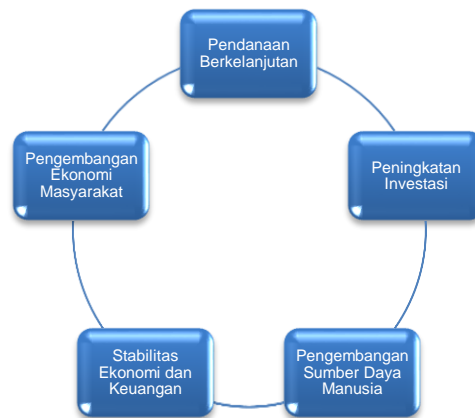 Pendanaan
Berkelanjutan
Peningkatan
Investasi
Pengembangan
Sumber Daya
Manusia
Stabilitas
Ekonomi dan
Keuangan
Pengembangan
Ekonomi
Masyarakat